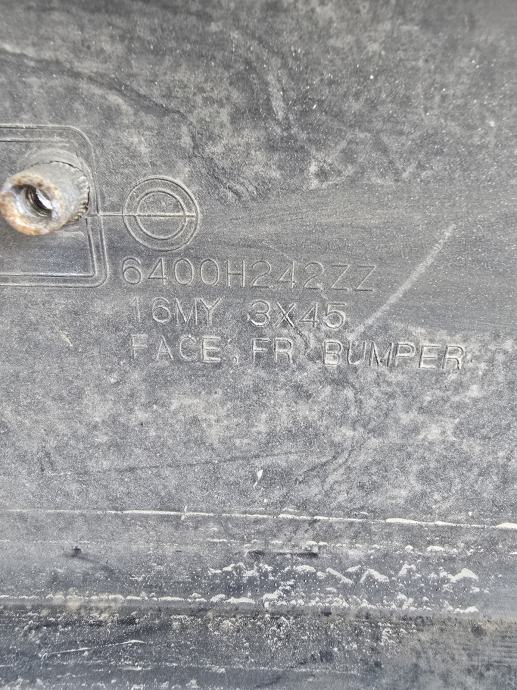 6400H242ZZ
16MY 3X45
FACE, FR BUMPER